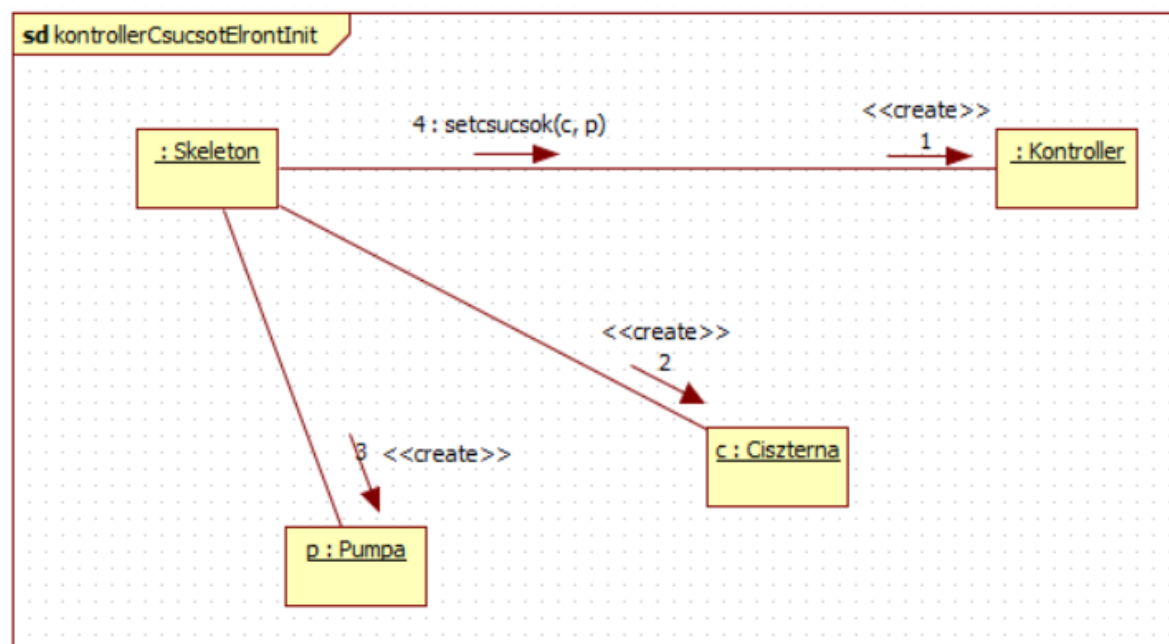 sd kontrollerCsucsotElrontInit
<<create>>
4 : setcsucsok(c, p)
1
: Skeleton
: Kontroller
<<create>>
2
3 <<create>>
c : Ciszterna
p : Pumpa